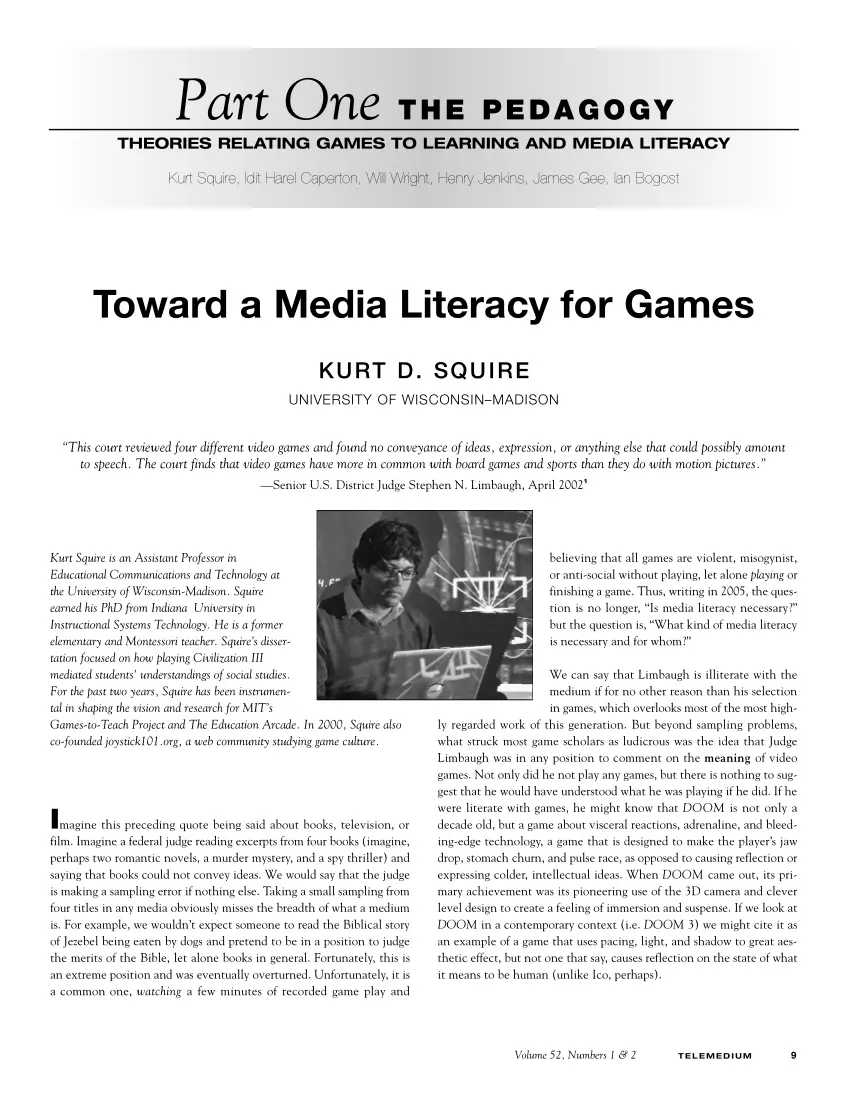 Part One THE PEDAGOGY
THEORIES RELATING GAMES TO LEARNING AND MEDIA LITERACY
Kurt Squire, Idit Harel Caperton, Will Wright, Henry Jenkins, James Gee, Ian Bogost
Toward a Media Literacy for Games
KURT D. SQUIRE
UNIVERSITY OF WISCONSIN–MADISON
“This court reviewed four different video games and found no conveyance of ideas, expression, or anything else that could possibly amount
to speech. The court finds that video games have more in common with board games and sports than they do with motion pictures.”
—Senior U.S. District Judge Stephen N. Limbaugh, April 2002
Kurt Squire is an Assistant Professor in
Educational Communications and Technology at
the University of Wisconsin-Madison. Squire
earned his PhD from Indiana University in
Instructional Systems Technology. He is a former
elementary and Montessori teacher. Squire’s disser-
tation focused on how playing Civilization III
mediated students’ understandings of social studies.
For the past two years, Squire has been instrumen-
tal in shaping the vision and research for MIT’s
Games-to-Teach Project and The Education Arcade. In 2000, Squire also
co-founded joystick101.org, a web community studying game culture.
Imagine this preceding quote being said about books, television, or
film. Imagine a federal judge reading excerpts from four books (imagine,
perhaps two romantic novels, a murder mystery, and a spy thriller) and
saying that books could not convey ideas. We would say that the judge
is making a sampling error if nothing else. Taking a small sampling from
four titles in any media obviously misses the breadth of what a medium
is. For example, we wouldn’t expect someone to read the Biblical story
of Jezebel being eaten by dogs and pretend to be in a position to judge
the merits of the Bible, let alone books in general. Fortunately, this is
an extreme position and was eventually overturned. Unfortunately, it is
a common one, watching a few minutes of recorded game play and
believing that all games are violent, misogynist,
or anti-social without playing, let alone playing or
finishing a game. Thus, writing in 2005, the ques-
tion is no longer, “Is media literacy necessary?”
but the question is, “What kind of media literacy
is necessary and for whom?”
We can say that Limbaugh is illiterate with the
medium if for no other reason than his selection
in games, which overlooks most of the most high-
ly regarded work of this generation. But beyond sampling problems,
what struck most game scholars as ludicrous was the idea that Judge
Limbaugh was in any position to comment on the meaning of video
games. Not only did he not play any games, but there is nothing to sug-
gest that he would have understood what he was playing if he did. If he
were literate with games, he might know that DOOM is not only a
decade old, but a game about visceral reactions, adrenaline, and bleed-
ing-edge technology, a game that is designed to make the player’s jaw
drop, stomach churn, and pulse race, as opposed to causing reflection or
expressing colder, intellectual ideas. When DOOM came out, its pri-
mary achievement was its pioneering use of the 3D camera and clever
level design to create a feeling of immersion and suspense. If we look at
DOOM in a contemporary context (i.e. DOOM 3) we might cite it as
an example of a game that uses pacing, light, and shadow to great aes-
thetic effect, but not one that say, causes reflection on the state of what
it means to be human (unlike Ico, perhaps).
Volume 52, Numbers 1 & 2 TELEMEDIUM 9